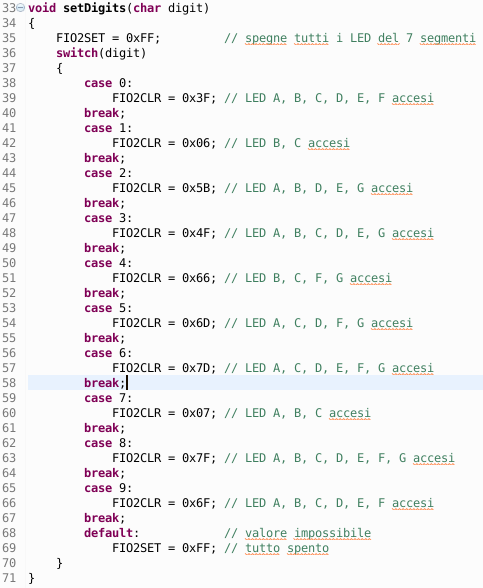 33 void setDigits(char digit)
34 {
35     FIO2SET = 0xFF;         // spegne tutti i LED del 7 segmenti
36     switch(digit)
37     {
38         case 0:
39             FIO2CLR = 0x3F; // LED A, B, C, D, E, F accesi
40         break;
41         case 1:
42             FIO2CLR = 0x06; // LED B, C accesi
43         break;
44         case 2:
45             FIO2CLR = 0x5B; // LED A, B, D, E, G accesi
46         break;
47         case 3:
48             FIO2CLR = 0x4F; // LED A, B, C, D, E, G accesi
49         break;
50         case 4:
51             FIO2CLR = 0x66; // LED B, C, F, G accesi
52         break;
53         case 5:
54             FIO2CLR = 0x6D; // LED A, C, D, F, G accesi
55         break;
56         case 6:
57             FIO2CLR = 0x7D; // LED A, C, D, E, F, G accesi
58         break;
59         case 7:
60             FIO2CLR = 0x07; // LED A, B, C accesi
61         break;
62         case 8:
63             FIO2CLR = 0x7F; // LED A, B, C, D, E, F, G accesi
64         break;
65         case 9:
66             FIO2CLR = 0x6F; // LED A, B, C, D, E, F accesi
67         break;
68         default:            // valore impossibile
69             FIO2SET = 0xFF; // tutto spento
70     }
71 }